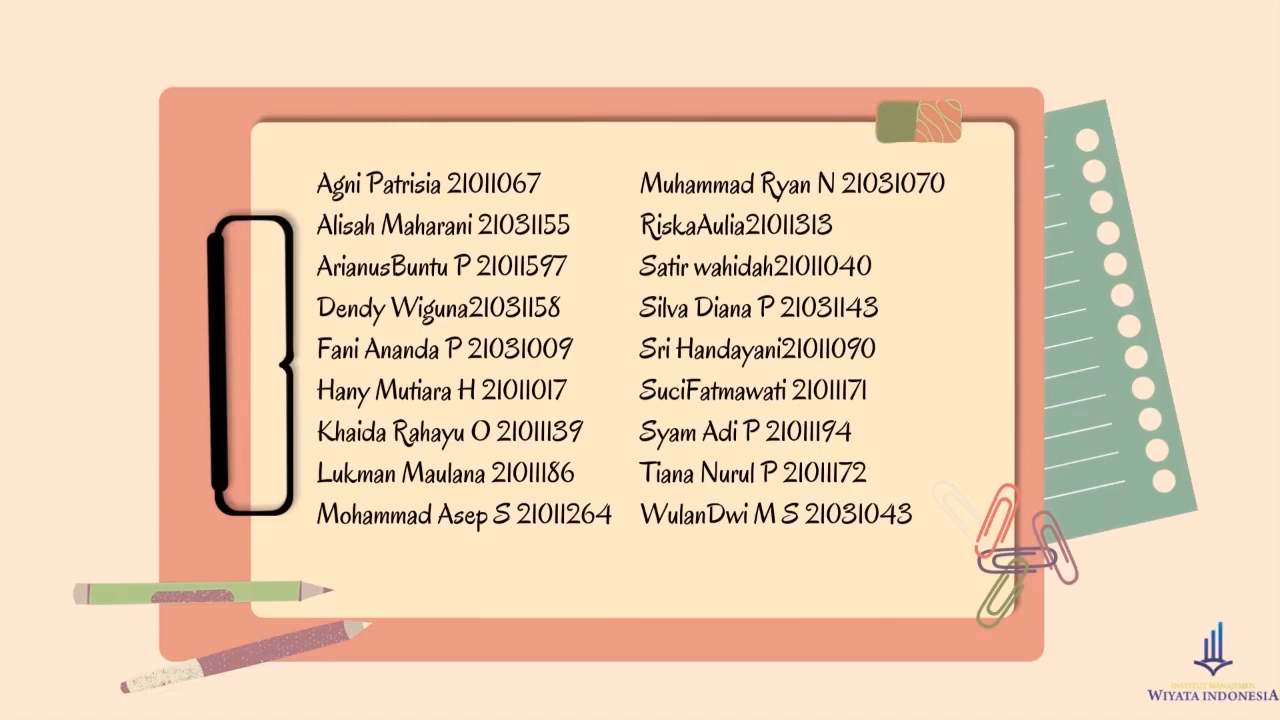 Agni Patrisia 21011067
Alisah Maharani 21031155
ArianusBuntu P 21011597
Dendy Wiguna21031158
Fani Ananda P 21031009
Hany Mutiara H 21011017
Khaida Rahayu O 21011139
Lukman Maulana 21011186
Mohammad Asep S 21011264
Muhammad Ryan N 21031070
RiskaAulia21011313
Satir wahidah21011040
Silva Diana P 21031143
Sri Handayani21011090
SuciFatmawati 21011171
Syam Adi P 21011194
Tiana Nurul P 21011172
WulanDwi M S 21031043
INSTITUT MANAJEMEN
WIYATA INDONESIA